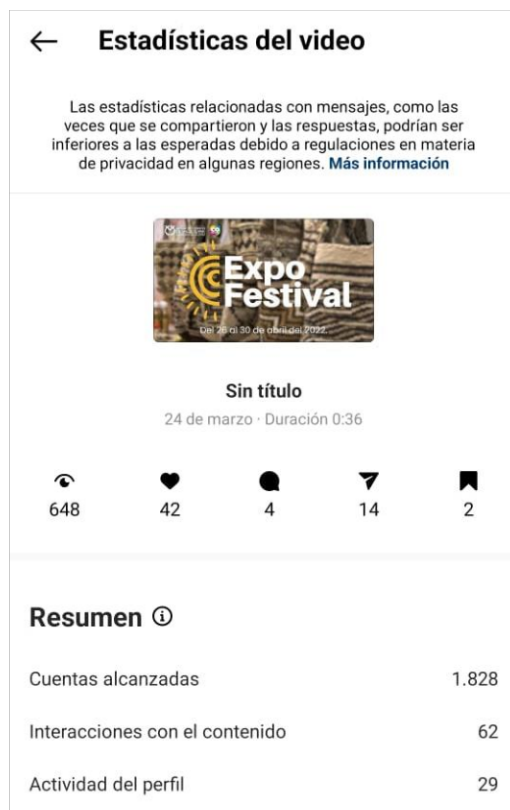 Estadísticas del video
Las estadísticas relacionadas con mensajes, como las
veces que se compartieron y las respuestas, podrían ser
inferiores a las esperadas debido a regulaciones en materia
de privacidad en algunas regiones. Más información
Expo
Festival
Del 26 al 30 de abril del 2022.
Sin título
24 de marzo · Duración 0:36
648 42 4 14 2
Resumen
Cuentas alcanzadas 1.828
Interacciones con el contenido 62
Actividad del perfil 29